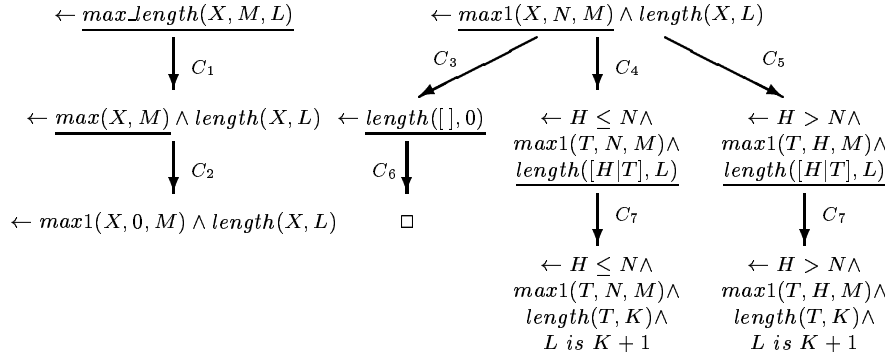 ← max_length(X, M, L)
← max1(X, N, M) ∧ length(X, L)
C₁
C₃
C₄
C₅
← max(X, M) ∧ length(X, L)
← length([ ], 0)
← H ≤ N∧
max1(T, N, M)∧
length([H|T], L)
← H > N∧
max1(T, H, M)∧
length([H|T], L)
C₂
C₆
C₇
C₇
← max1(X, 0, M) ∧ length(X, L)
□
← H ≤ N∧
max1(T, N, M)∧
length(T, K)∧
L is K + 1
← H > N∧
max1(T, H, M)∧
length(T, K)∧
L is K + 1